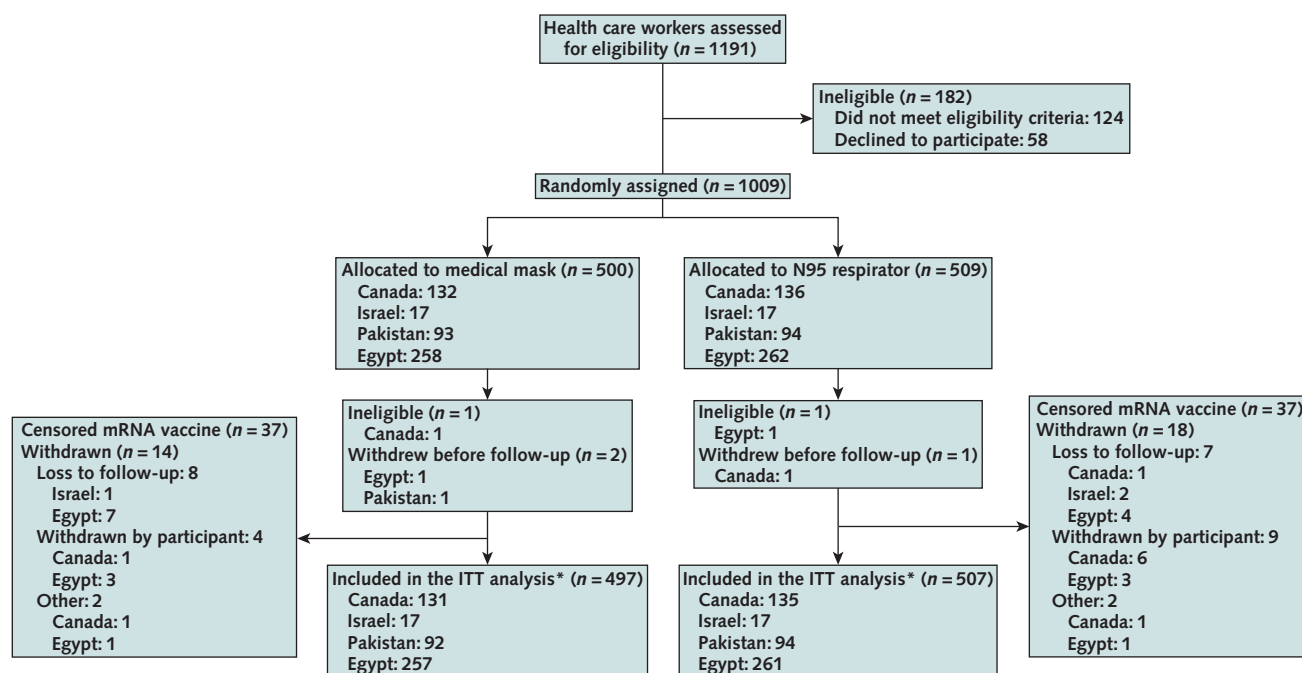 Health care workers assessed
for eligibility (n = 1191)
Ineligible (n = 182)
Did not meet eligibility criteria: 124
Declined to participate: 58
Randomly assigned (n = 1009)
Allocated to medical mask (n = 500)
Canada: 132
Israel: 17
Pakistan: 93
Egypt: 258
Allocated to N95 respirator (n = 509)
Canada: 136
Israel: 17
Pakistan: 94
Egypt: 262
Ineligible (n = 1)
Canada: 1
Withdrew before follow-up (n = 2)
Egypt: 1
Pakistan: 1
Ineligible (n = 1)
Egypt: 1
Withdrew before follow-up (n = 1)
Canada: 1
Censored mRNA vaccine (n = 37)
Withdrawn (n = 14)
Loss to follow-up: 8
Israel: 1
Egypt: 7
Withdrawn by participant: 4
Canada: 1
Egypt: 3
Other: 2
Canada: 1
Egypt: 1
Censored mRNA vaccine (n = 37)
Withdrawn (n = 18)
Loss to follow-up: 7
Canada: 1
Israel: 2
Egypt: 4
Withdrawn by participant: 9
Canada: 6
Egypt: 3
Other: 2
Canada: 1
Egypt: 1
Included in the ITT analysis* (n = 497)
Canada: 131
Israel: 17
Pakistan: 92
Egypt: 257
Included in the ITT analysis* (n = 507)
Canada: 135
Israel: 17
Pakistan: 94
Egypt: 261